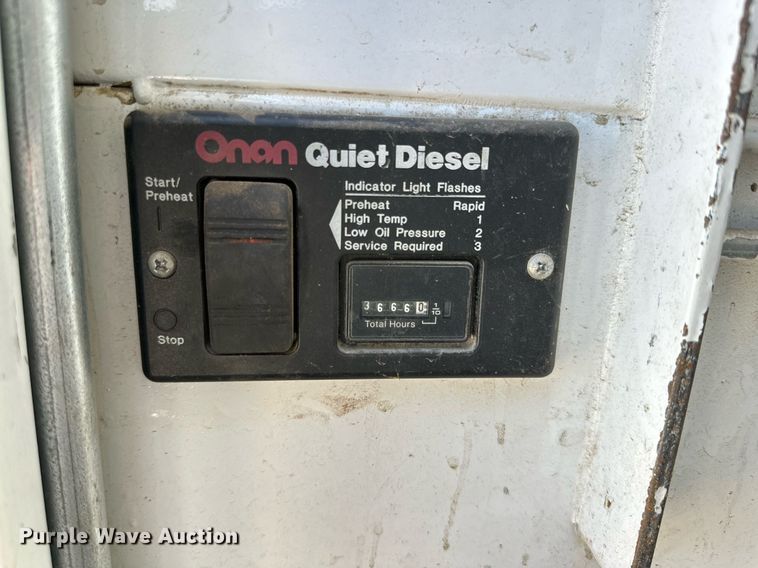 Onan Quiet Diesel
Start/
Preheat
Stop
Indicator Light Flashes
Preheat Rapid
High Temp 1
Low Oil Pressure 2
Service Required 3
36660
1/10
Total Hours
Purple Wave Auction